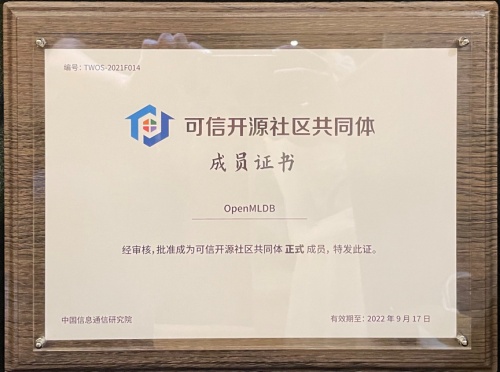 编号：TWOS-2021F014
可信开源社区共同体
成员证书
OpenMLDB
经审核，批准成为可信开源社区共同体 正式 成员，特发此证。
中国信息通信研究院
有效期至：2022 年 9 月 17 日